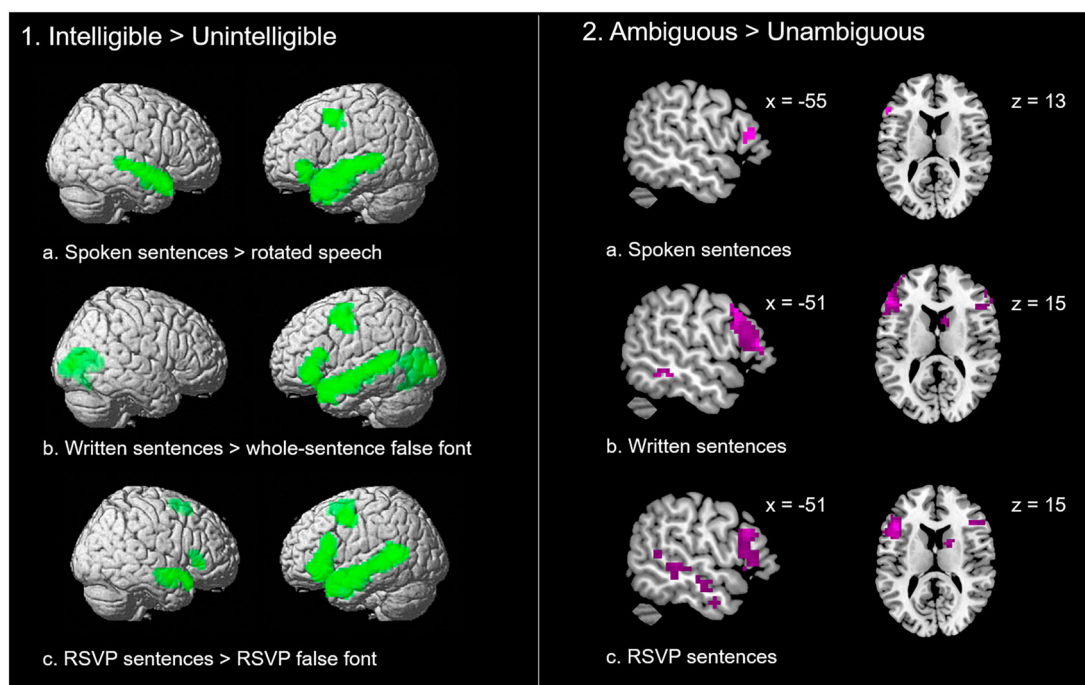 1. Intelligible > Unintelligible
a. Spoken sentences > rotated speech
b. Written sentences > whole-sentence false font
c. RSVP sentences > RSVP false font
2. Ambiguous > Unambiguous
x = -55
z = 13
a. Spoken sentences
x = -51
z = 15
b. Written sentences
x = -51
z = 15
c. RSVP sentences